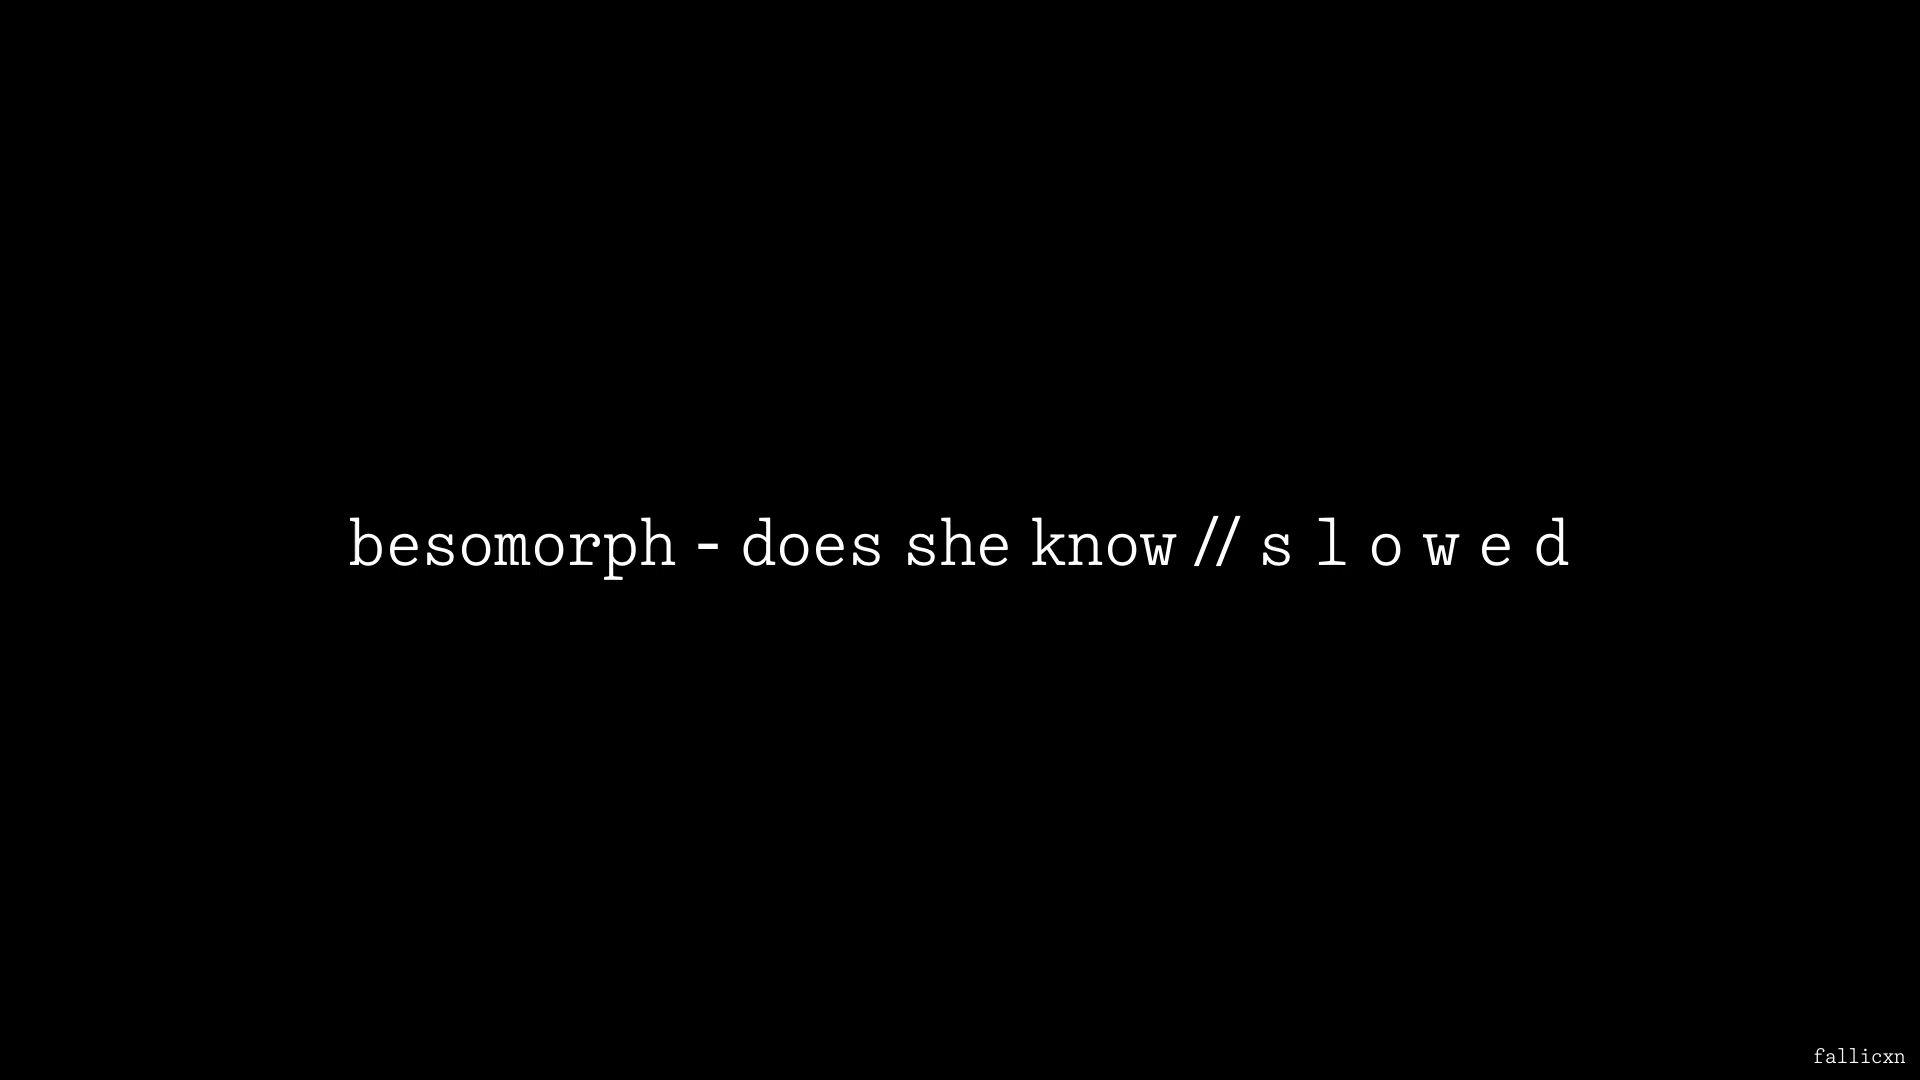 besomorph - does she know // s l o w e d
fallicxn